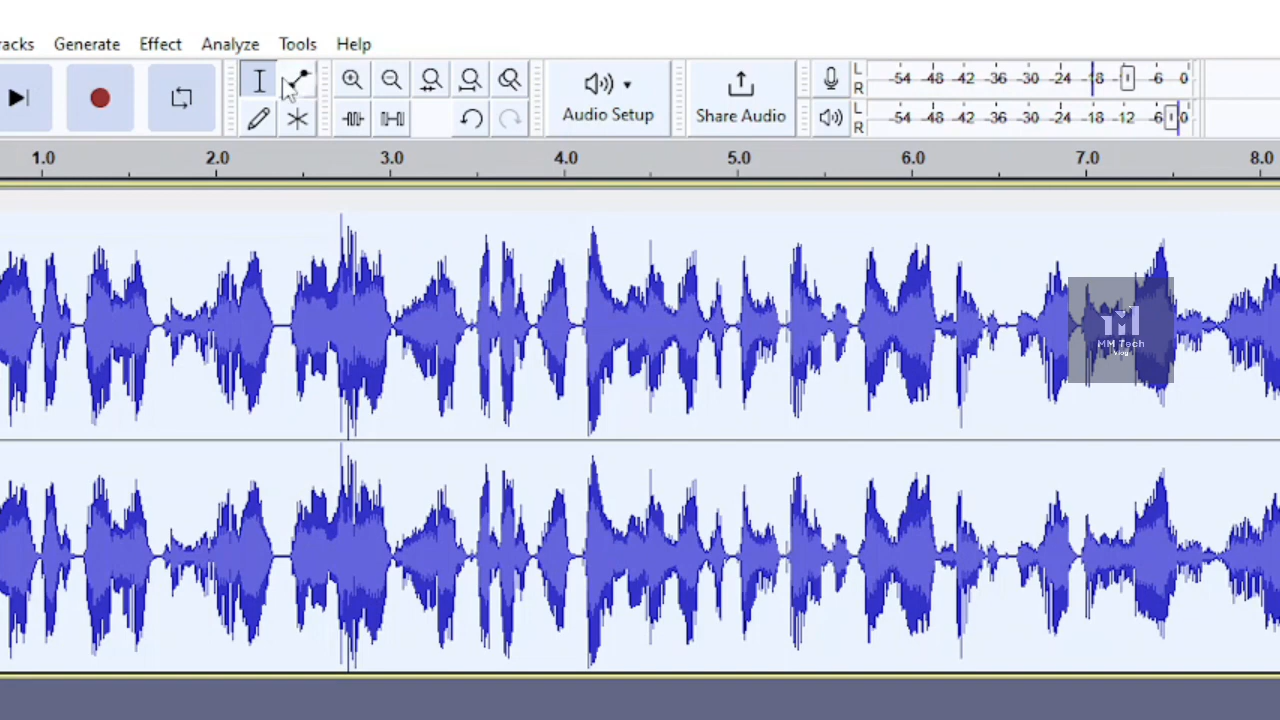 racks Generate Effect Analyze Tools Help
L -54 -48 -42 -36 -30 -24 -18 -12 -6 0
R
Audio Setup Share Audio
L -54 -48 -42 -36 -30 -24 -18 -12 -6 0
R
1.0 2.0 3.0 4.0 5.0 6.0 7.0 8.0
MM Tech
Vlog